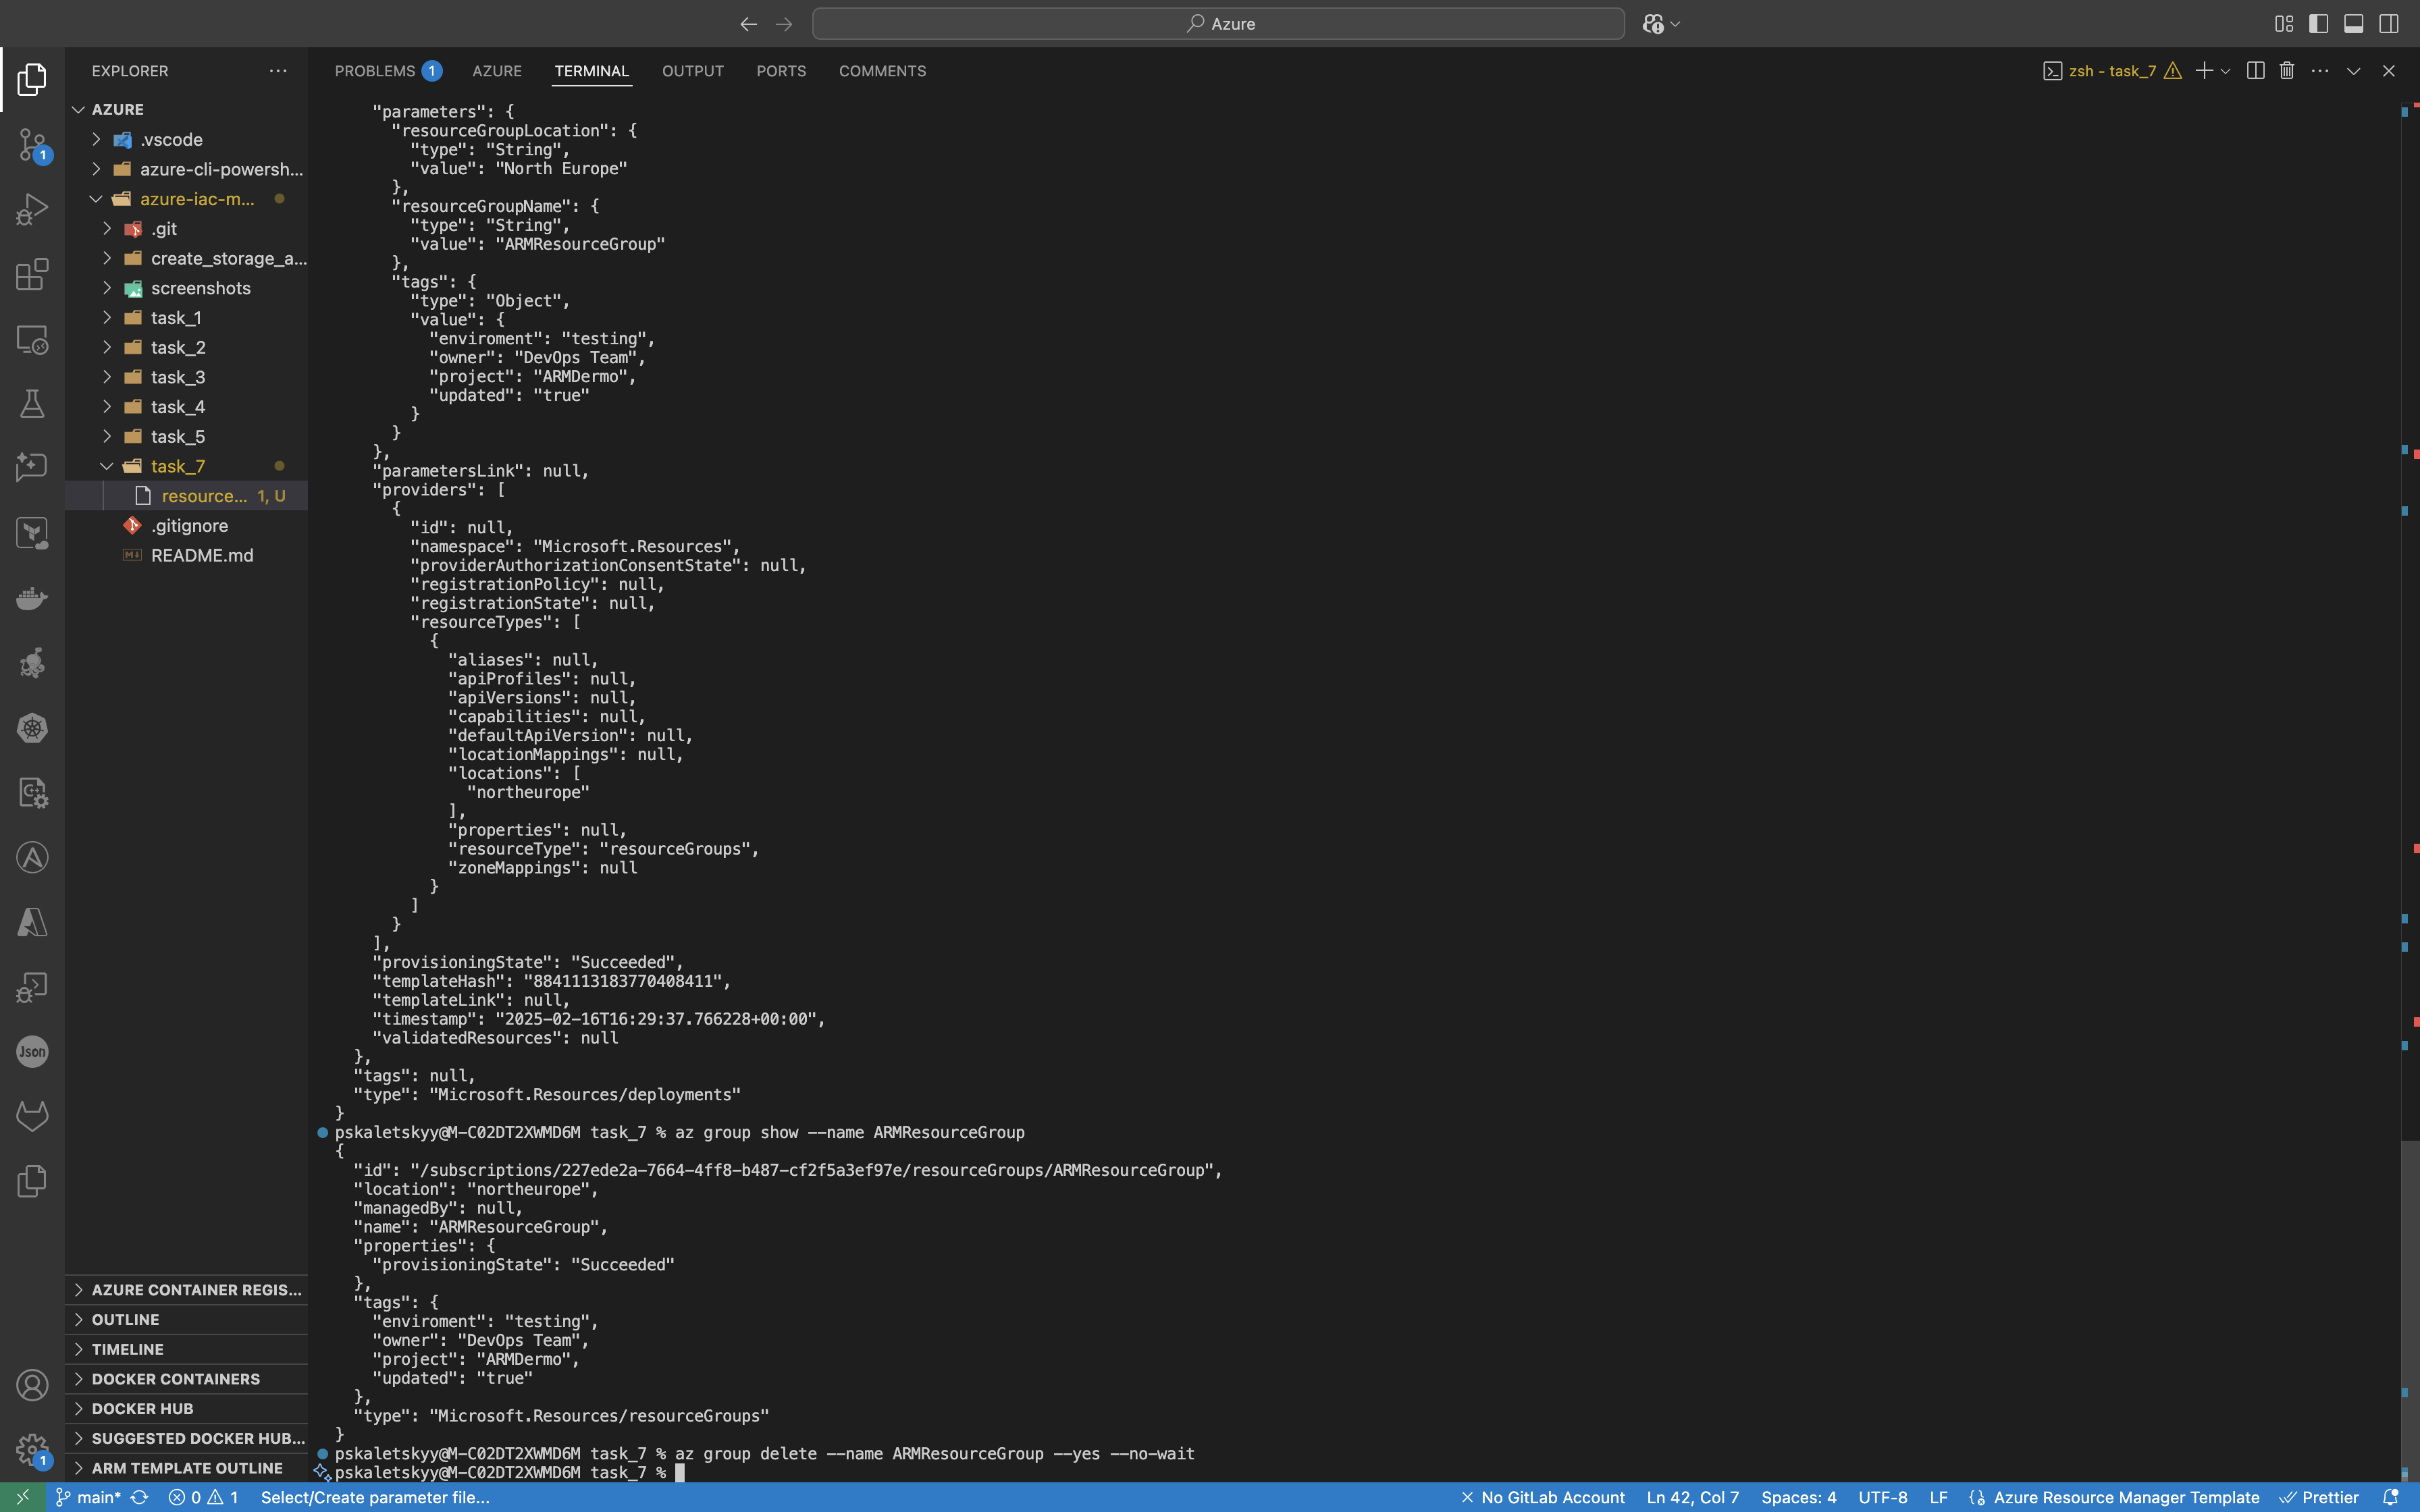 Azure
EXPLORER
PROBLEMS 1 AZURE TERMINAL OUTPUT PORTS COMMENTS
zsh - task_7
AZURE
.vscode
azure-cli-powersh...
azure-iac-m...
.git
create_storage_a...
screenshots
task_1
task_2
task_3
task_4
task_5
task_7
resource... 1, U
.gitignore
README.md
AZURE CONTAINER REGIS...
OUTLINE
TIMELINE
DOCKER CONTAINERS
DOCKER HUB
SUGGESTED DOCKER HUB...
ARM TEMPLATE OUTLINE
1
Json
1
"parameters": {
"resourceGroupLocation": {
"type": "String",
"value": "North Europe"
},
"resourceGroupName": {
"type": "String",
"value": "ARMResourceGroup"
},
"tags": {
"type": "Object",
"value": {
"enviroment": "testing",
"owner": "DevOps Team",
"project": "ARMDermo",
"updated": "true"
}
}
},
"parametersLink": null,
"providers": [
{
"id": null,
"namespace": "Microsoft.Resources",
"providerAuthorizationConsentState": null,
"registrationPolicy": null,
"registrationState": null,
"resourceTypes": [
{
"aliases": null,
"apiProfiles": null,
"apiVersions": null,
"capabilities": null,
"defaultApiVersion": null,
"locationMappings": null,
"locations": [
"northeurope"
],
"properties": null,
"resourceType": "resourceGroups",
"zoneMappings": null
}
]
}
],
"provisioningState": "Succeeded",
"templateHash": "8841113183770408411",
"templateLink": null,
"timestamp": "2025-02-16T16:29:37.766228+00:00",
"validatedResources": null
},
"tags": null,
"type": "Microsoft.Resources/deployments"
}
pskaletskyy@M-C02DT2XWMD6M task_7 % az group show --name ARMResourceGroup
{
"id": "/subscriptions/227ede2a-7664-4ff8-b487-cf2f5a3ef97e/resourceGroups/ARMResourceGroup",
"location": "northeurope",
"managedBy": null,
"name": "ARMResourceGroup",
"properties": {
"provisioningState": "Succeeded"
},
"tags": {
"enviroment": "testing",
"owner": "DevOps Team",
"project": "ARMDermo",
"updated": "true"
},
"type": "Microsoft.Resources/resourceGroups"
}
pskaletskyy@M-C02DT2XWMD6M task_7 % az group delete --name ARMResourceGroup --yes --no-wait
pskaletskyy@M-C02DT2XWMD6M task_7 %
main* 0 1 Select/Create parameter file... No GitLab Account Ln 42, Col 7 Spaces: 4 UTF-8 LF Azure Resource Manager Template Prettier